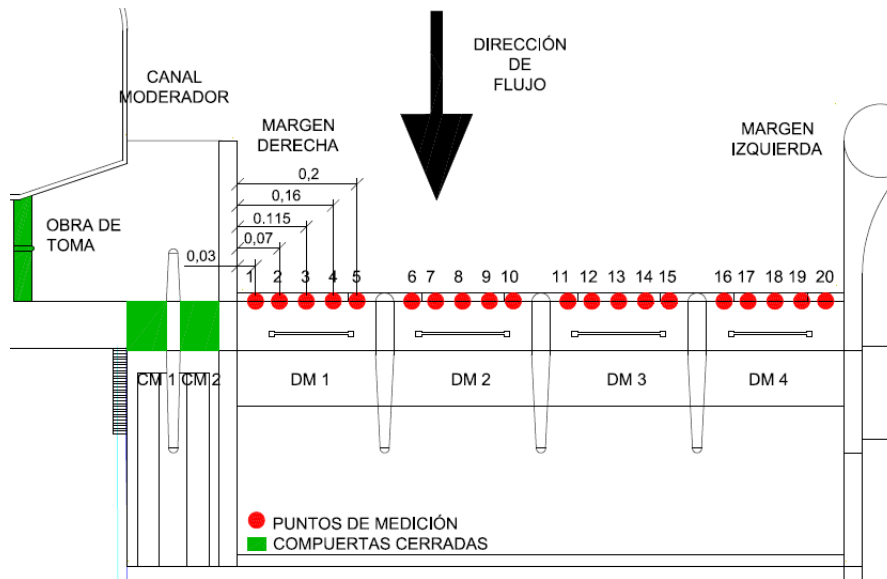 DIRECCIÓN
DE
FLUJO
CANAL
MODERADOR
MARGEN
DERECHA
MARGEN
IZQUIERDA
0,2
0,16
0.115
0,07
0,03
OBRA DE
TOMA
1 2 3 4 5 6 7 8 9 10 11 12 13 14 15 16 17 18 19 20
CM 1 CM 2 DM 1 DM 2 DM 3 DM 4
PUNTOS DE MEDICIÓN
COMPUERTAS CERRADAS